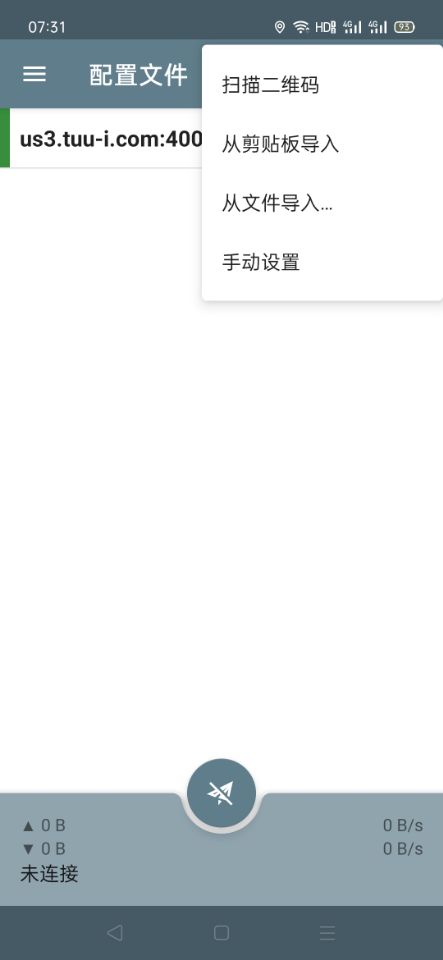 07:31
HD 4G 4G 93
配置文件
扫描二维码
us3.tuu-i.com:400
从剪贴板导入
从文件导入...
手动设置
▲ 0 B 0 B/s
▼ 0 B 0 B/s
未连接